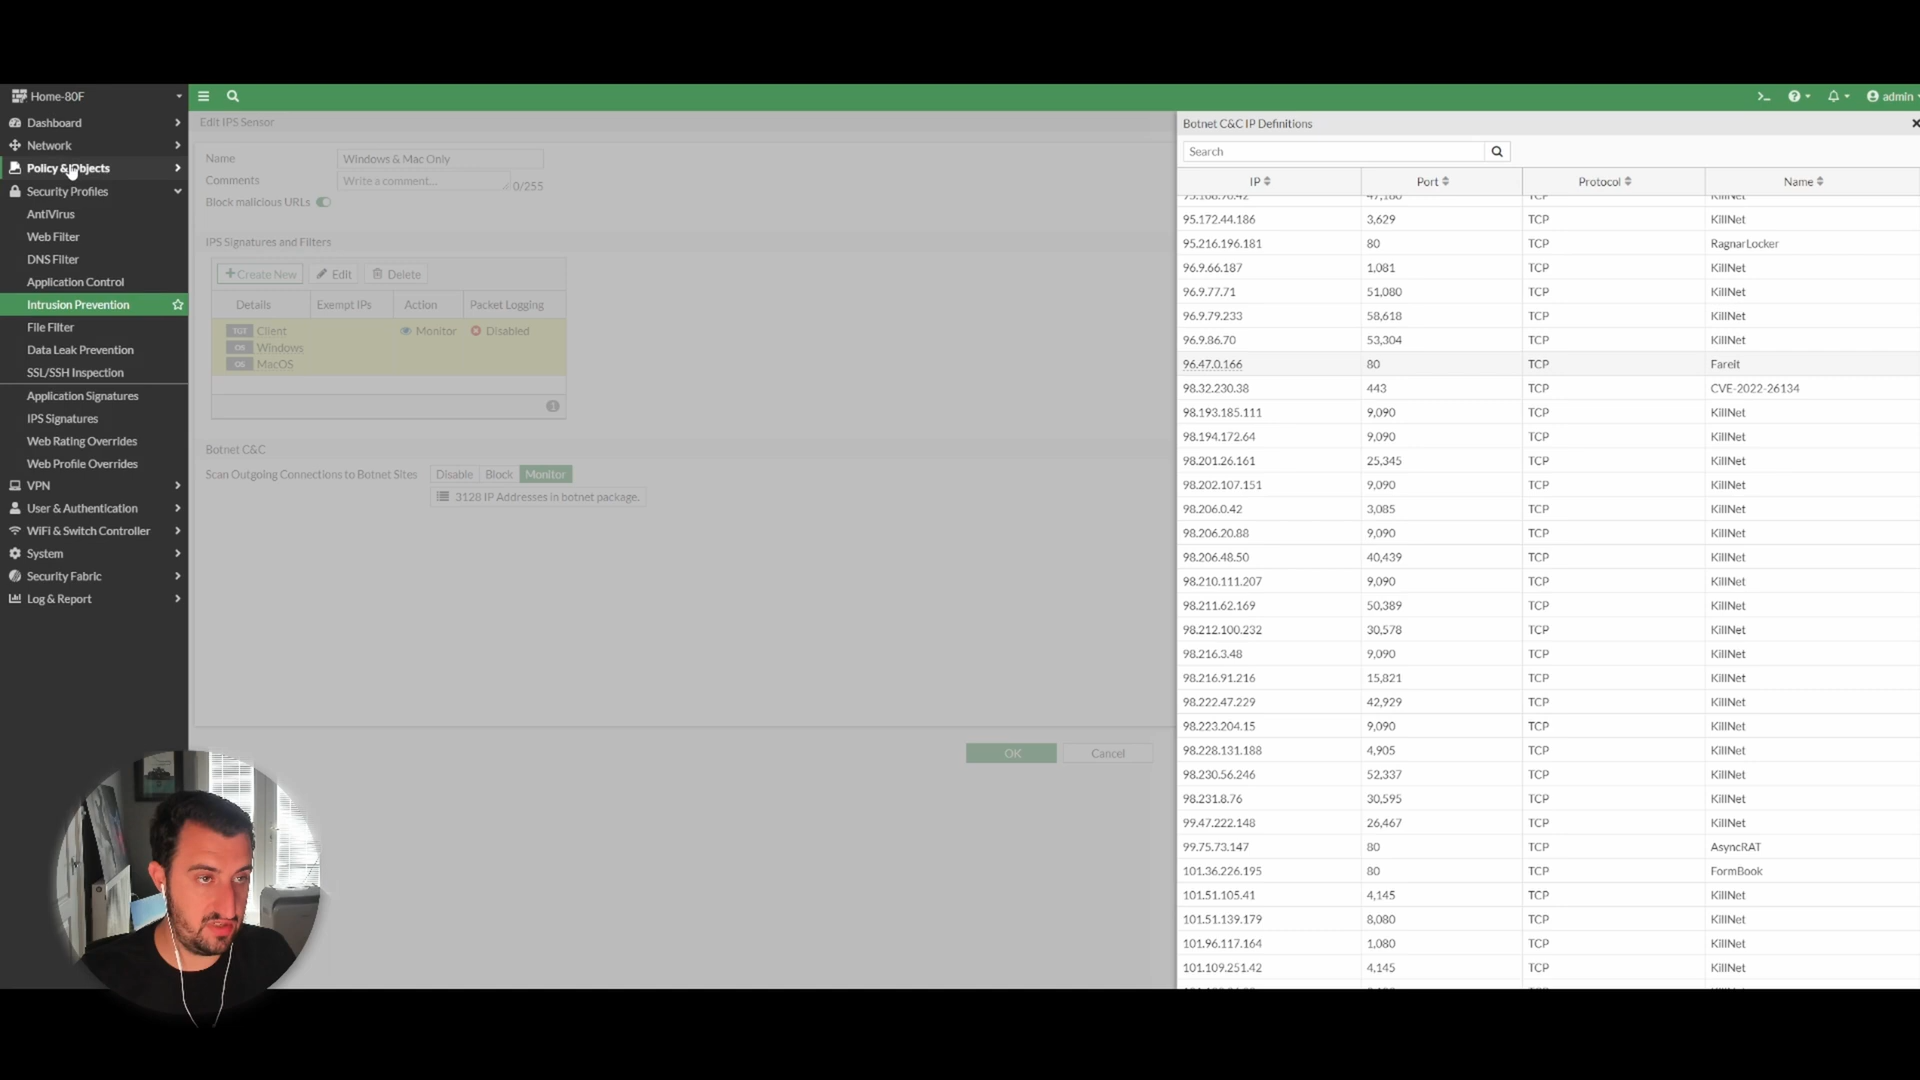 Home-80F
admin
Dashboard
Network
Policy & Objects
Security Profiles
AntiVirus
Web Filter
DNS Filter
Application Control
Intrusion Prevention
File Filter
Data Leak Prevention
SSL/SSH Inspection
Application Signatures
IPS Signatures
Web Rating Overrides
Web Profile Overrides
VPN
User & Authentication
WiFi & Switch Controller
System
Security Fabric
Log & Report
Edit IPS Sensor
Name Windows & Mac Only
Comments Write a comment... 0/255
Block malicious URLs
IPS Signatures and Filters
+Create New Edit Delete
Details Exempt IPs Action Packet Logging
TGT Client Monitor Disabled
OS Windows
OS MacOS
1
Botnet C&C
Scan Outgoing Connections to Botnet Sites Disable Block Monitor
3128 IP Addresses in botnet package.
OK Cancel
Botnet C&C IP Definitions
Search
IP Port Protocol Name
95.172.44.186 3,629 TCP KillNet
95.216.196.181 80 TCP RagnarLocker
96.9.66.187 1,081 TCP KillNet
96.9.77.71 51,080 TCP KillNet
96.9.79.233 58,618 TCP KillNet
96.9.86.70 53,304 TCP KillNet
96.47.0.166 80 TCP Fareit
98.32.230.38 443 TCP CVE-2022-26134
98.193.185.111 9,090 TCP KillNet
98.194.172.64 9,090 TCP KillNet
98.201.26.161 25,345 TCP KillNet
98.202.107.151 9,090 TCP KillNet
98.206.0.42 3,085 TCP KillNet
98.206.20.88 9,090 TCP KillNet
98.206.48.50 40,439 TCP KillNet
98.210.111.207 9,090 TCP KillNet
98.211.62.169 50,389 TCP KillNet
98.212.100.232 30,578 TCP KillNet
98.216.3.48 9,090 TCP KillNet
98.216.91.216 15,821 TCP KillNet
98.222.47.229 42,929 TCP KillNet
98.223.204.15 9,090 TCP KillNet
98.228.131.188 4,905 TCP KillNet
98.230.56.246 52,337 TCP KillNet
98.231.8.76 30,595 TCP KillNet
99.47.222.148 26,467 TCP KillNet
99.75.73.147 80 TCP AsyncRAT
101.36.226.195 80 TCP FormBook
101.51.105.41 4,145 TCP KillNet
101.51.139.179 8,080 TCP KillNet
101.96.117.164 1,080 TCP KillNet
101.109.251.42 4,145 TCP KillNet